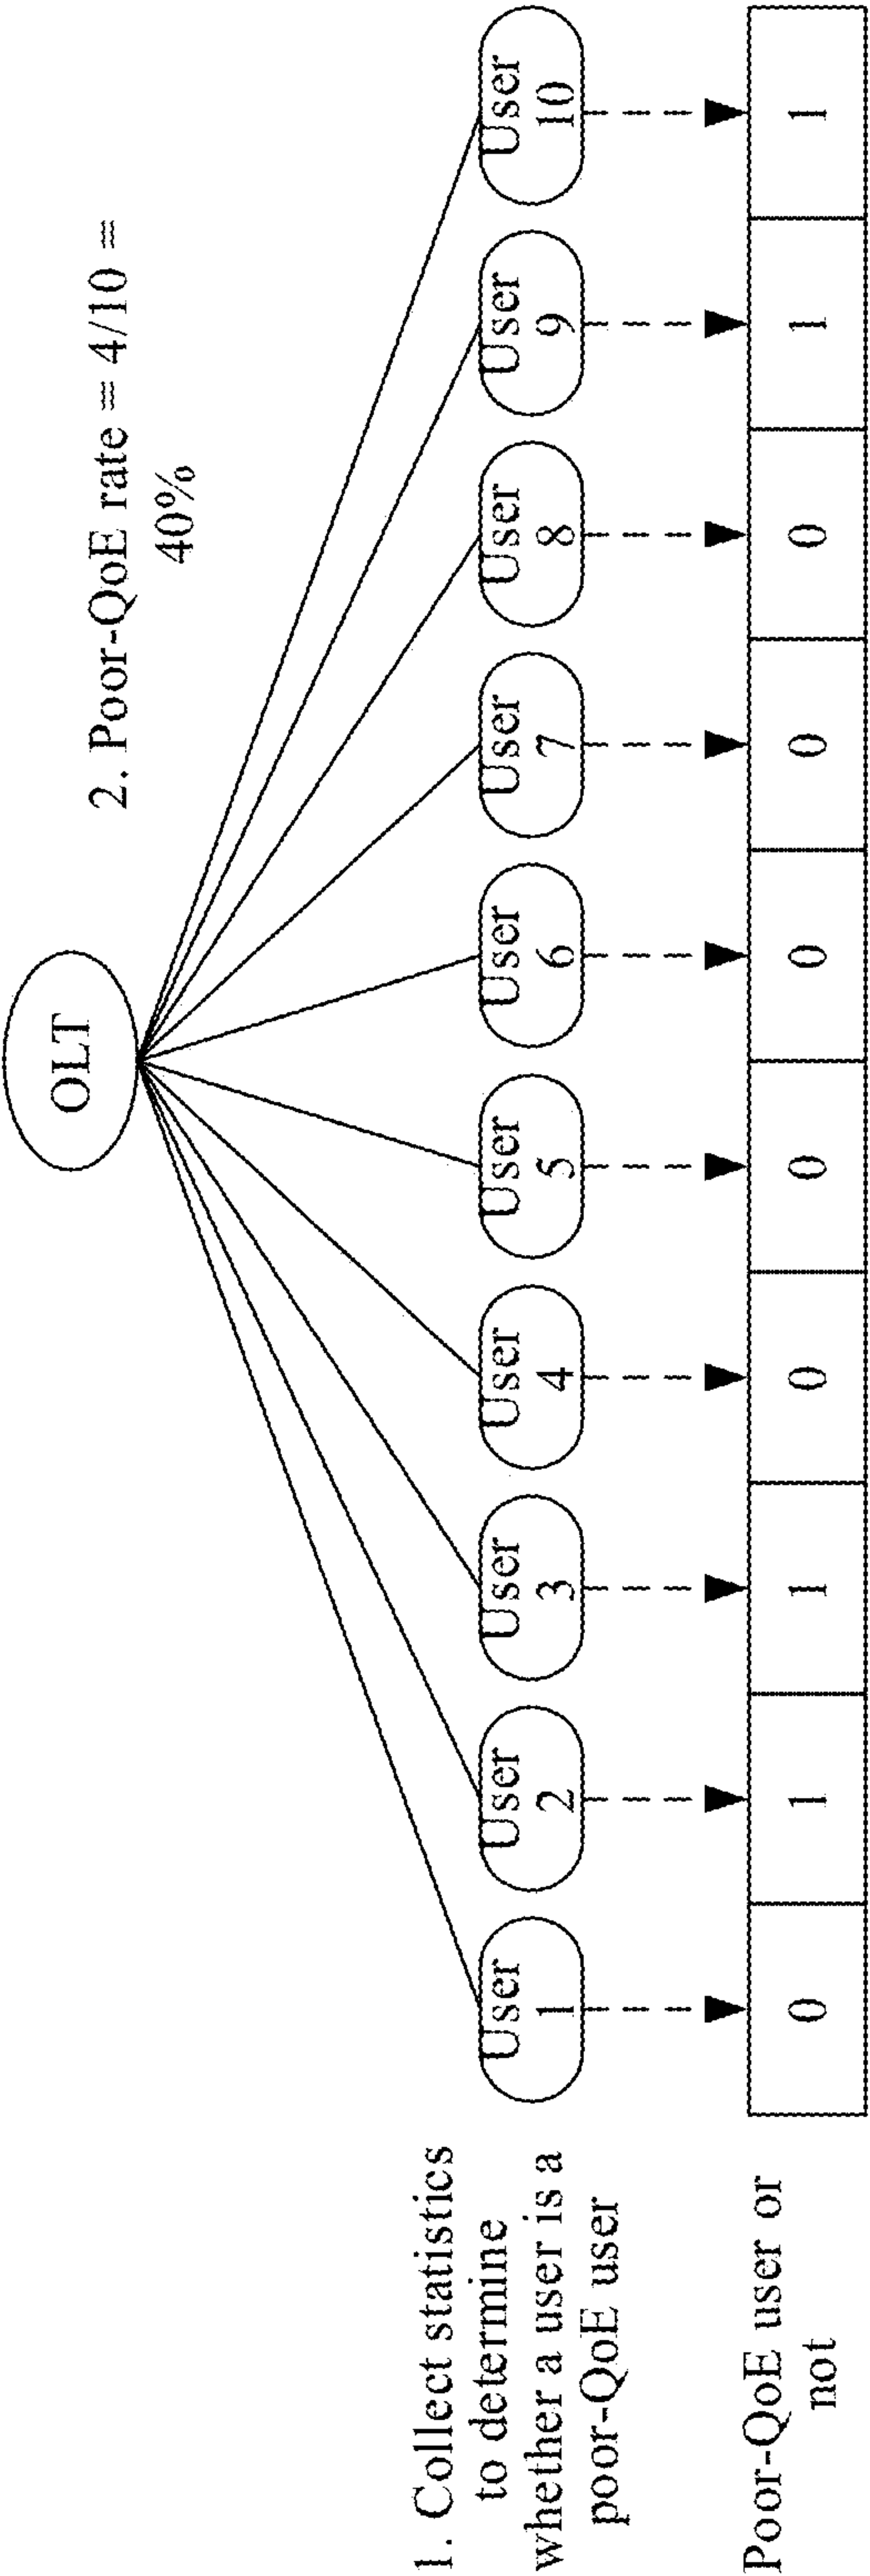 OLT
2. Poor-QoE rate = 4/10 =
40%
1. Collect statistics
to determine
whether a user is a
poor-QoE user
User
1
User
2
User
3
User
4
User
5
User
6
User
7
User
8
User
9
User
10
Poor-QoE user or
not
0
1
1
0
0
0
0
0
1
1